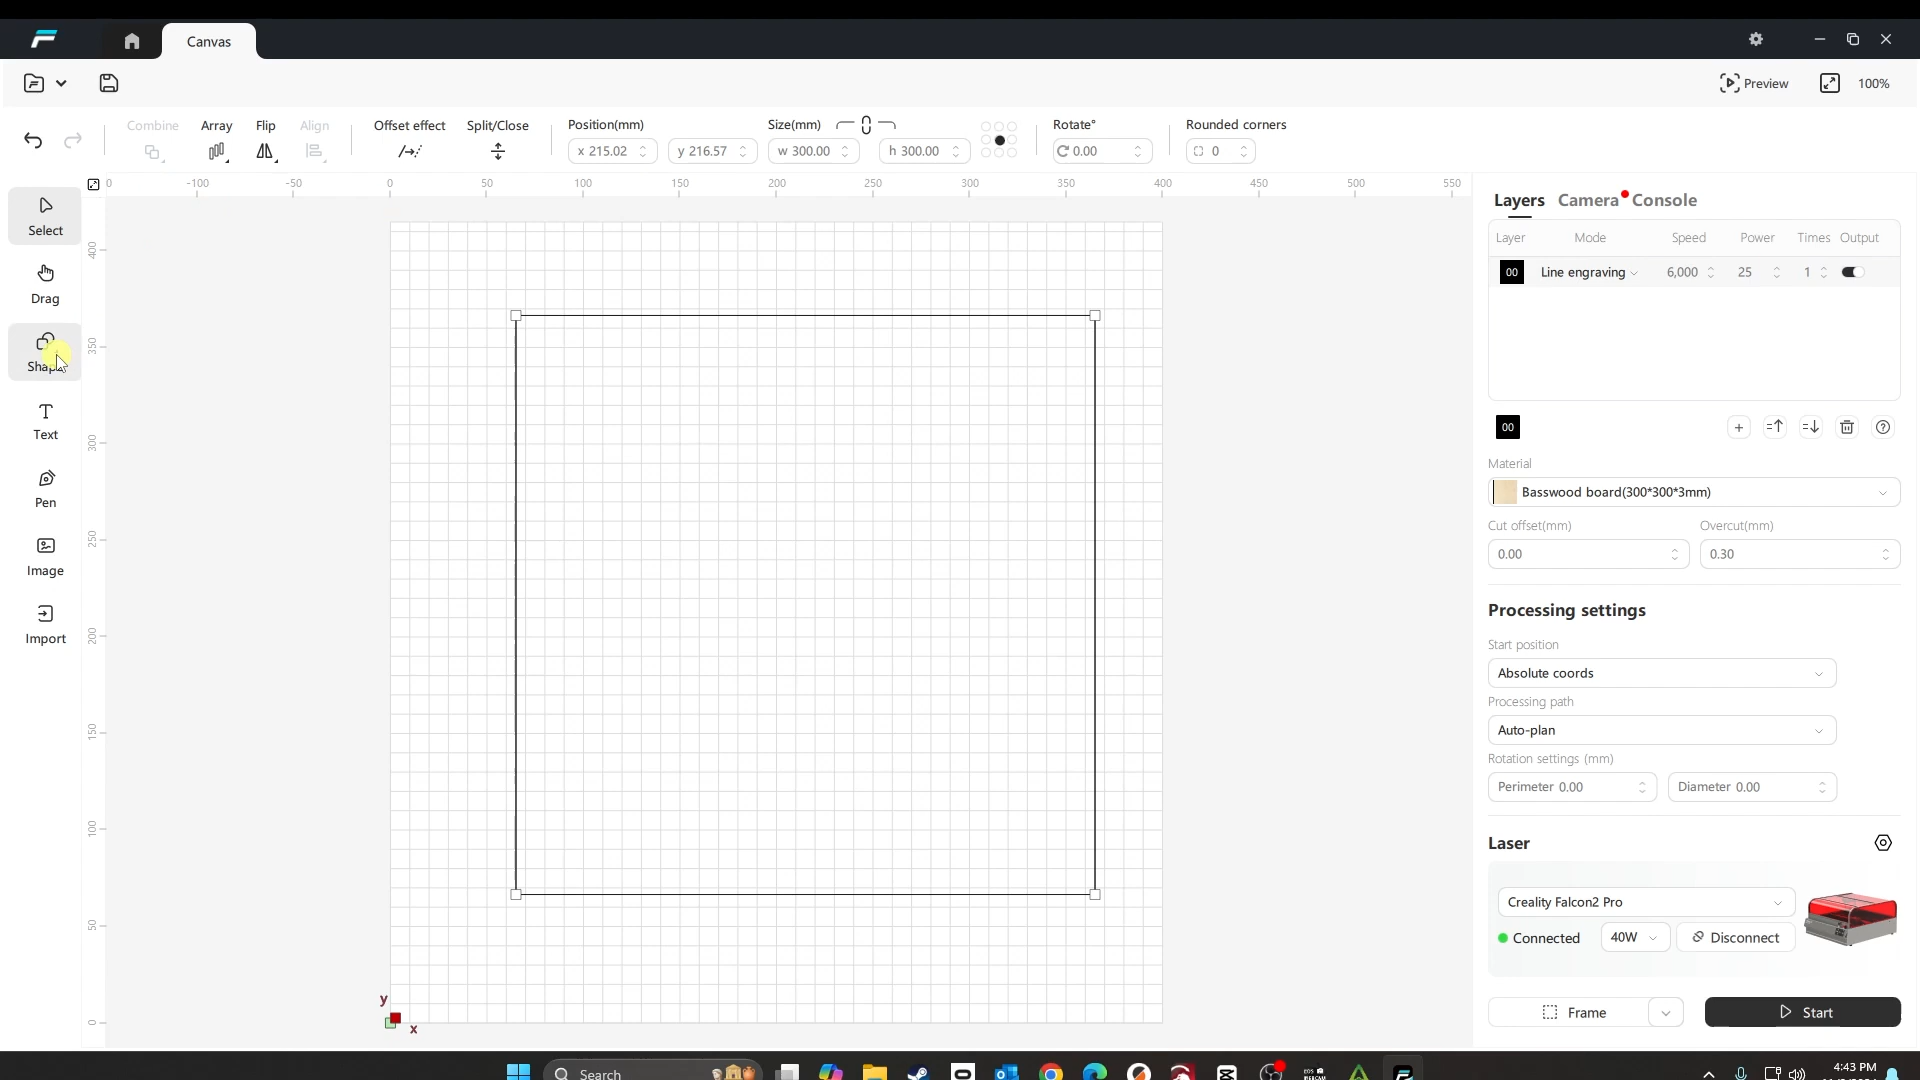 Canvas
Preview
100%
Combine
Array
Flip
Align
Offset effect
Split/Close
Position(mm)
x 215.02
y 216.57
Size(mm)
w 300.00
h 300.00
Rotate°
0.00
Rounded corners
0
0 -100 -50 0 50 100 150 200 250 300 350 400 450 500 550
400
350
300
250
200
150
100
50
0
Select
Drag
Text
Pen
Image
Import
y
x
Layers Camera Console
Layer Mode Speed Power Times Output
00 Line engraving 6,000 25 1
00
Material
Basswood board(300*300*3mm)
Cut offset(mm) Overcut(mm)
0.00 0.30
Processing settings
Start position
Absolute coords
Processing path
Auto-plan
Rotation settings (mm)
Perimeter 0.00 Diameter 0.00
Laser
Creality Falcon2 Pro
Connected 40W Disconnect
Frame Start
Search
4:43 PM